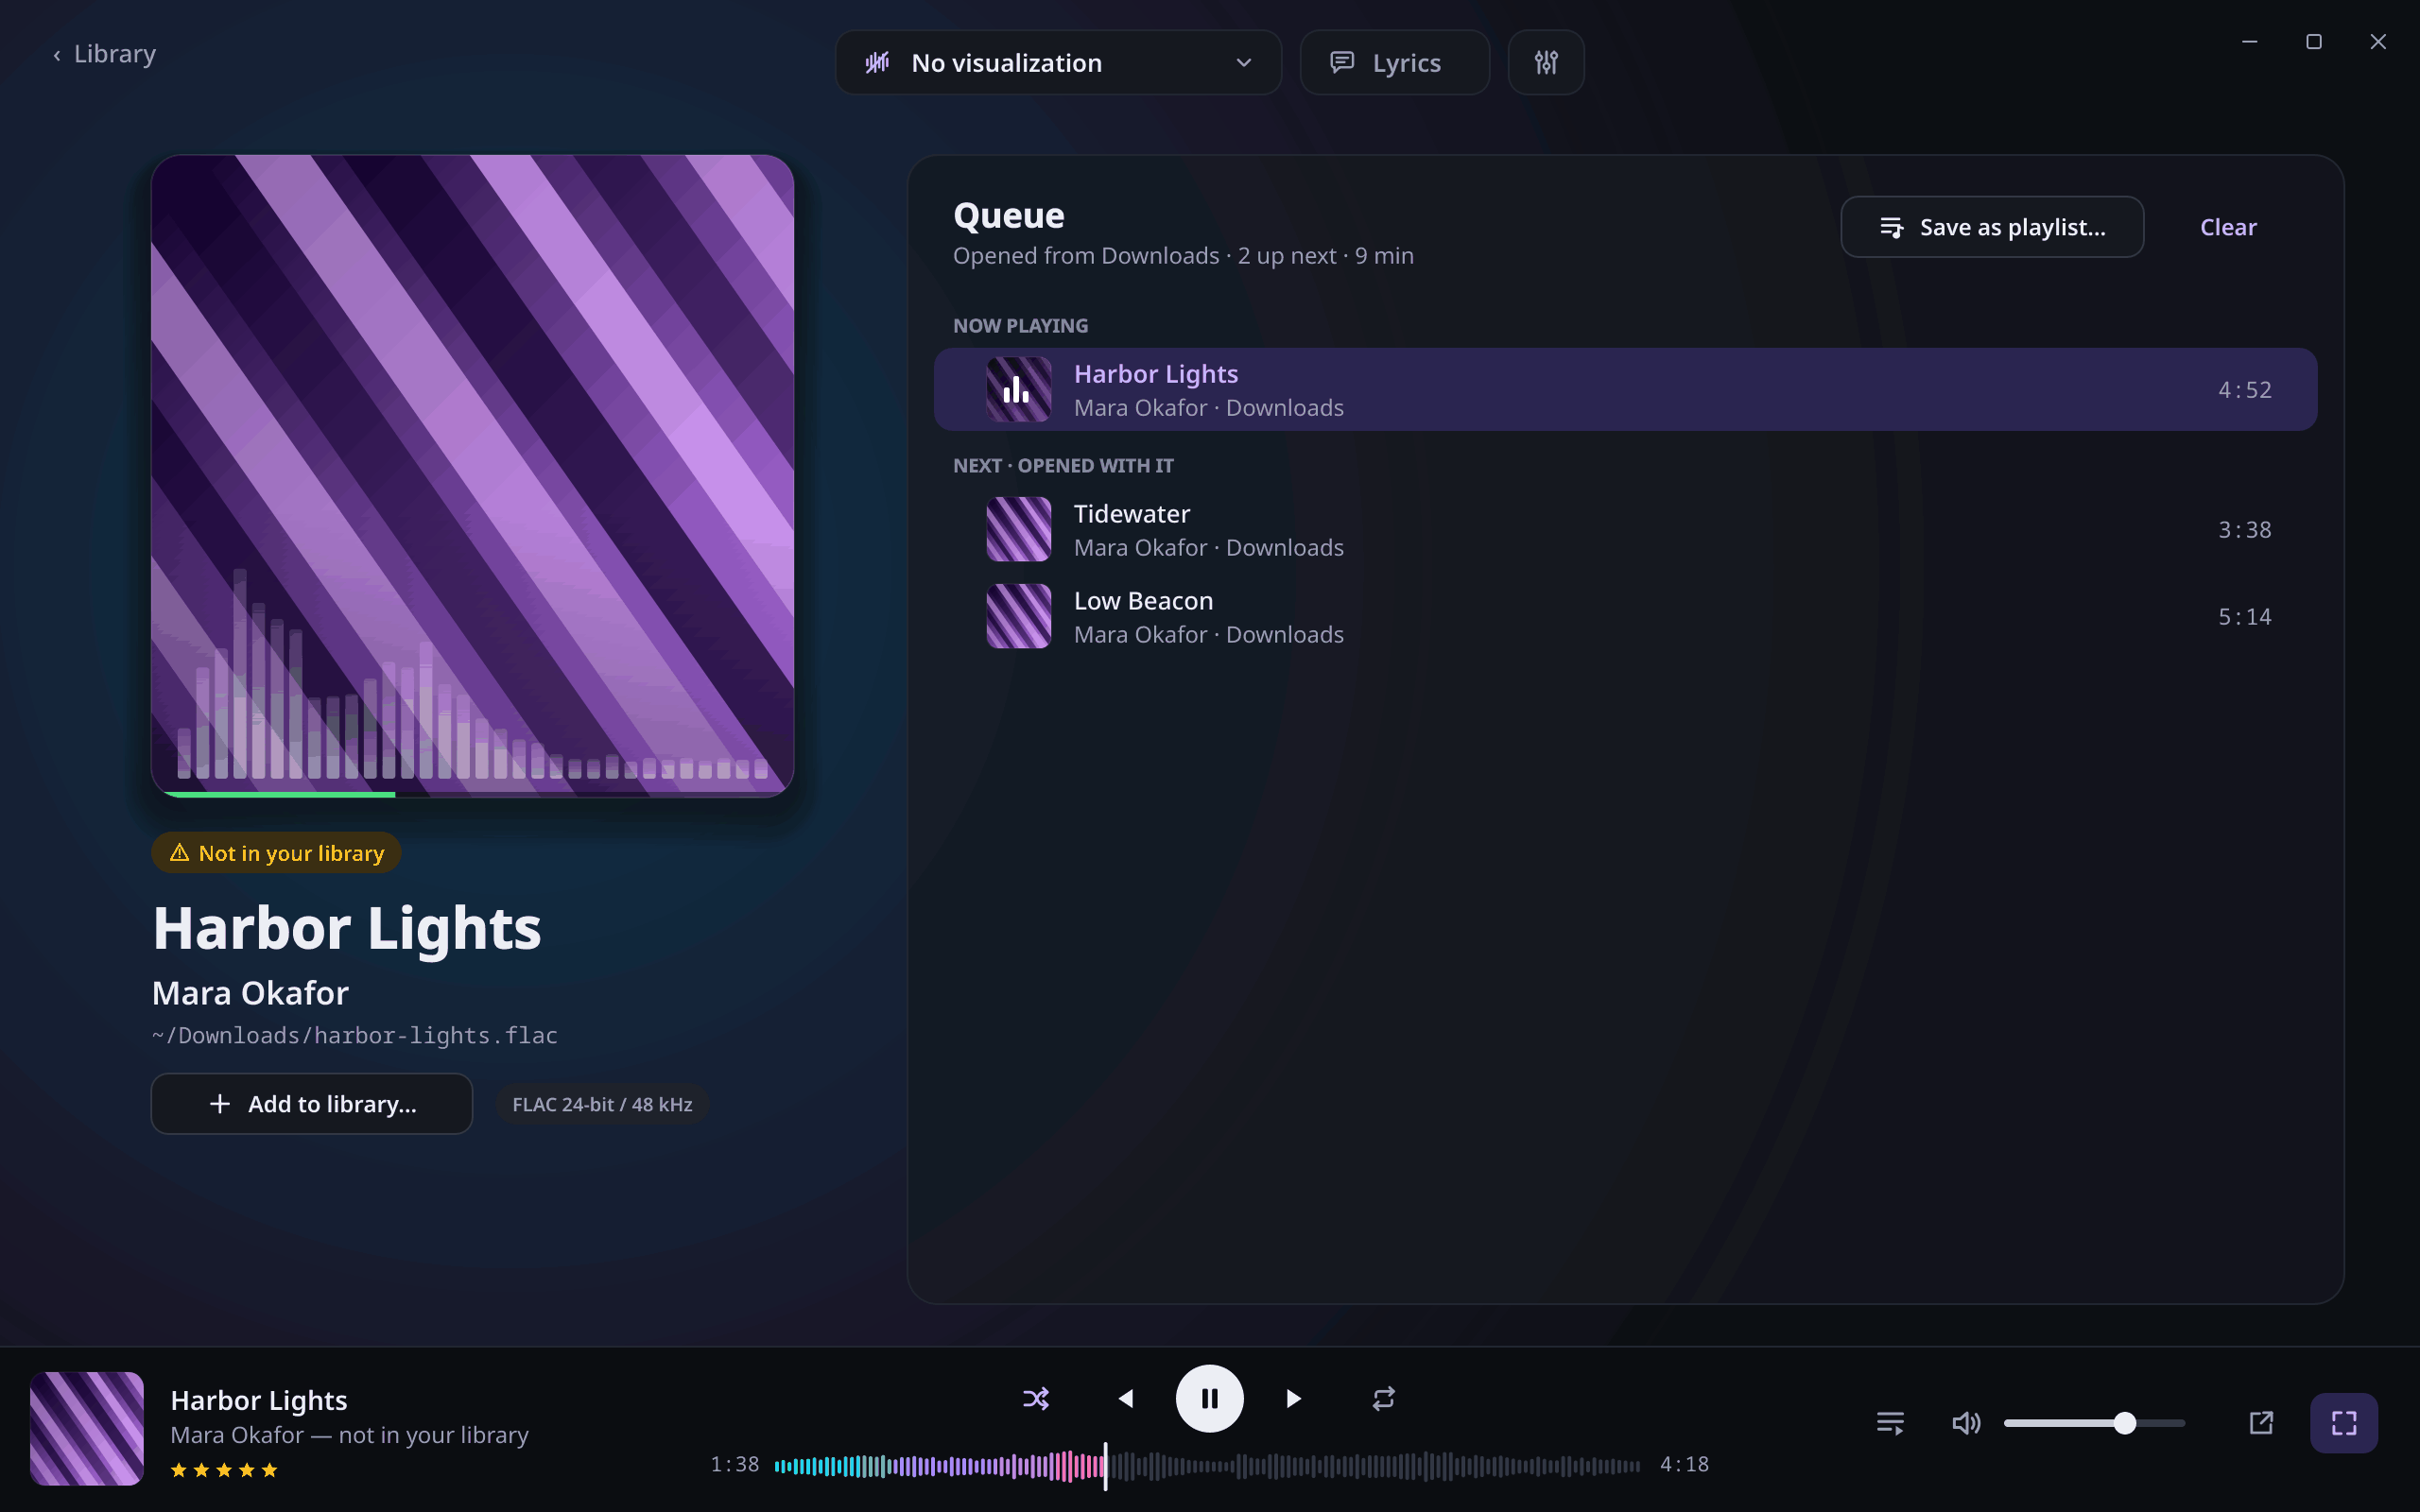 ‹ Library
No visualization
Lyrics
Queue
Opened from Downloads · 2 up next · 9 min
Save as playlist...
Clear
NOW PLAYING
Harbor Lights
Mara Okafor · Downloads
4:52
NEXT · OPENED WITH IT
Tidewater
Mara Okafor · Downloads
3:38
Low Beacon
Mara Okafor · Downloads
5:14
Not in your library
Harbor Lights
Mara Okafor
~/Downloads/harbor-lights.flac
Add to library...
FLAC 24-bit / 48 kHz
Harbor Lights
Mara Okafor — not in your library
1:38
4:18